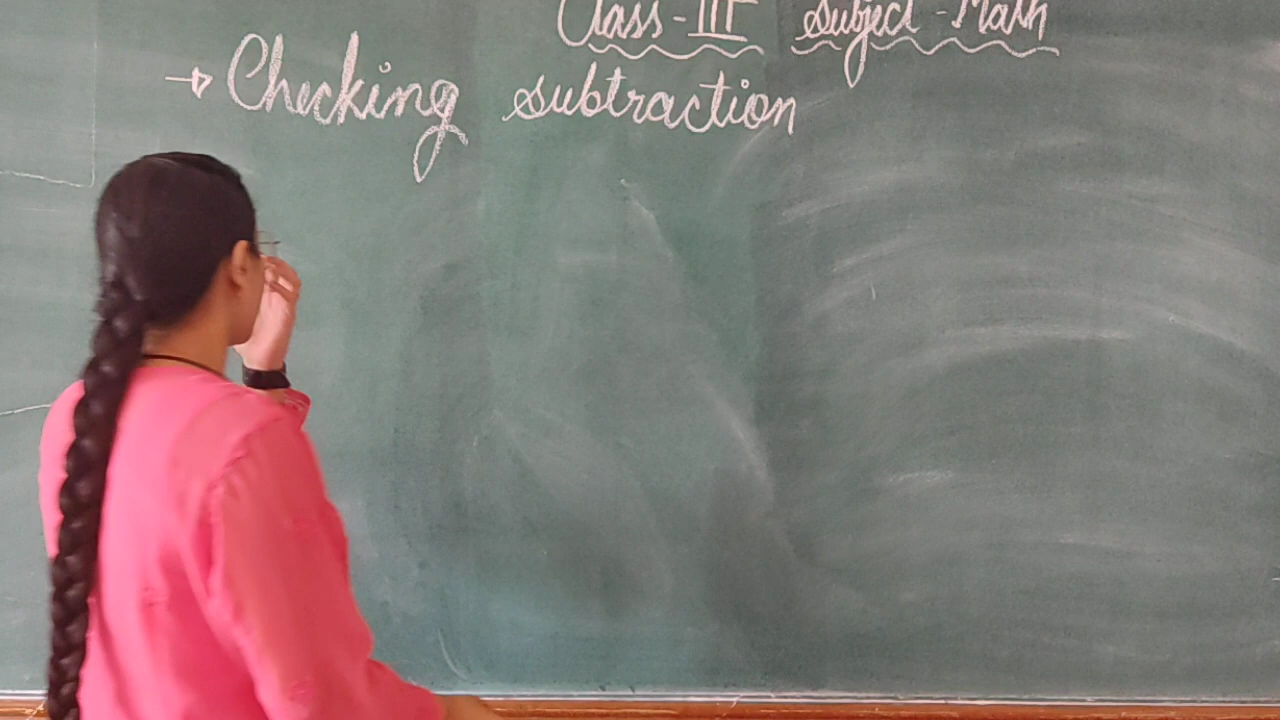 Class - III Subject - Math
→ Checking subtraction